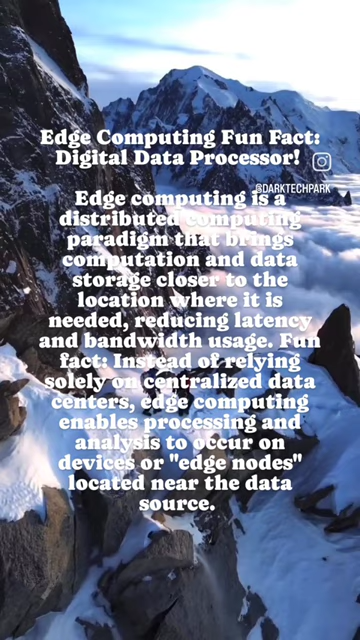 Edge Computing Fun Fact:
Digital Data Processor!
@DARKTECHPARK
Edge computing is a
distributed computing
paradigm that brings
computation and data
storage closer to the
location where it is
needed, reducing latency
and bandwidth usage. Fun
fact: Instead of relying
solely on centralized data
centers, edge computing
enables processing and
analysis to occur on
devices or "edge nodes"
located near the data
source.